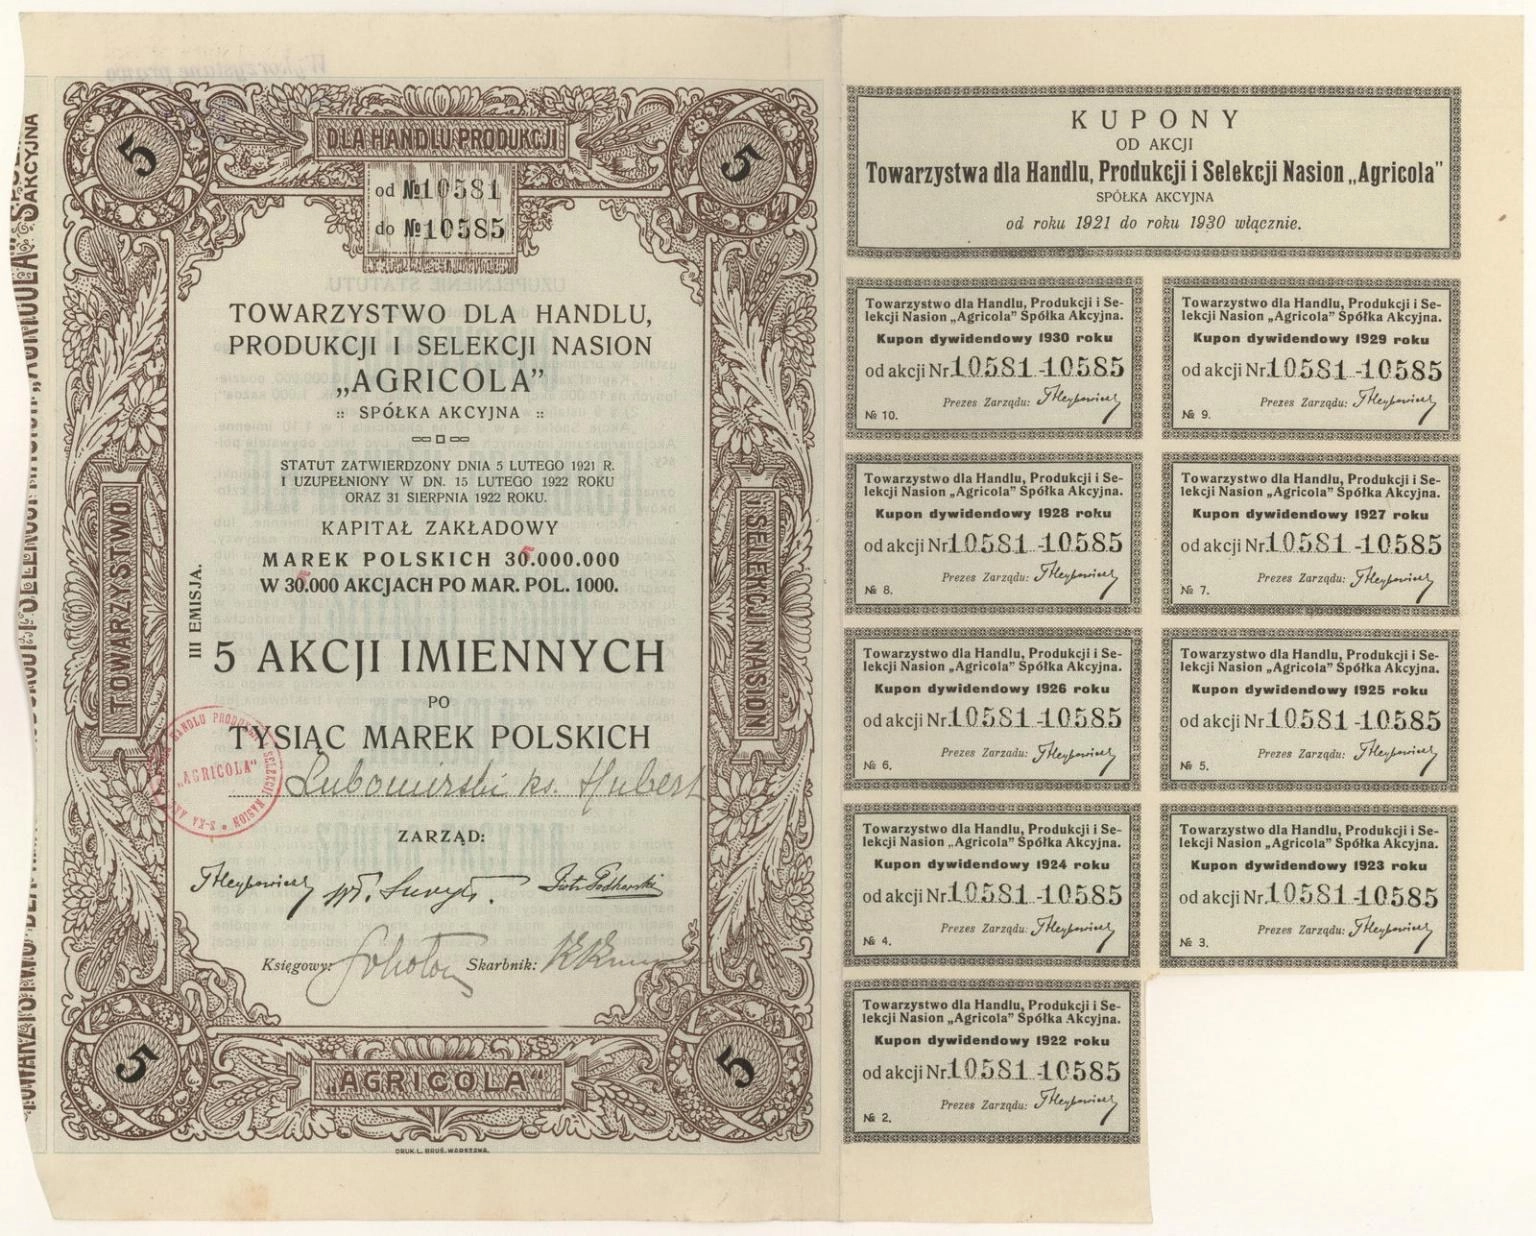 DLA HANDLU PRODUKCJI
5
5
od № 10581
do № 10585
TOWARZYSTWO DLA HANDLU,
PRODUKCJI I SELEKCJI NASION
„AGRICOLA”
:: SPÓŁKA AKCYJNA ::
STATUT ZATWIERDZONY DNIA 5 LUTEGO 1921 R.
I UZUPEŁNIONY W DN. 15 LUTEGO 1922 ROKU
ORAZ 31 SIERPNIA 1922 ROKU.
KAPITAŁ ZAKŁADOWY
MAREK POLSKICH 30.000.000
W 30.000 AKCJACH PO MAR. POL. 1000.
III EMISJA.
5 AKCJI IMIENNYCH
PO
TYSIĄC MAREK POLSKICH
Lubomirski ks. Hubert
„AGRICOLA”
ZARZĄD:
Księgowy:
Skarbnik:
TOWARZYSTWO
I SELEKCJI NASION
5
5
„AGRICOLA”
DRUK. L. BRUŚ. WARSZAWA.
KUPONY
OD AKCJI
Towarzystwa dla Handlu, Produkcji i Selekcji Nasion „Agricola”
SPÓŁKA AKCYJNA
od roku 1921 do roku 1930 włącznie.
Towarzystwo dla Handlu, Produkcji i Se-
lekcji Nasion „Agricola” Spółka Akcyjna.
Kupon dywidendowy 1930 roku
od akcji Nr. 10581-10585
Prezes Zarządu:
№ 10.
Towarzystwo dla Handlu, Produkcji i Se-
lekcji Nasion „Agricola” Spółka Akcyjna.
Kupon dywidendowy 1929 roku
od akcji Nr. 10581-10585
Prezes Zarządu:
№ 9.
Towarzystwo dla Handlu, Produkcji i Se-
lekcji Nasion „Agricola” Spółka Akcyjna.
Kupon dywidendowy 1928 roku
od akcji Nr. 10581-10585
Prezes Zarządu:
№ 8.
Towarzystwo dla Handlu, Produkcji i Se-
lekcji Nasion „Agricola” Spółka Akcyjna.
Kupon dywidendowy 1927 roku
od akcji Nr. 10581-10585
Prezes Zarządu:
№ 7.
Towarzystwo dla Handlu, Produkcji i Se-
lekcji Nasion „Agricola” Spółka Akcyjna.
Kupon dywidendowy 1926 roku
od akcji Nr. 10581-10585
Prezes Zarządu:
№ 6.
Towarzystwo dla Handlu, Produkcji i Se-
lekcji Nasion „Agricola” Spółka Akcyjna.
Kupon dywidendowy 1925 roku
od akcji Nr. 10581-10585
Prezes Zarządu:
№ 5.
Towarzystwo dla Handlu, Produkcji i Se-
lekcji Nasion „Agricola” Spółka Akcyjna.
Kupon dywidendowy 1924 roku
od akcji Nr. 10581-10585
Prezes Zarządu:
№ 4.
Towarzystwo dla Handlu, Produkcji i Se-
lekcji Nasion „Agricola” Spółka Akcyjna.
Kupon dywidendowy 1923 roku
od akcji Nr. 10581-10585
Prezes Zarządu:
№ 3.
Towarzystwo dla Handlu, Produkcji i Se-
lekcji Nasion „Agricola” Spółka Akcyjna.
Kupon dywidendowy 1922 roku
od akcji Nr. 10581-10585
Prezes Zarządu:
№ 2.